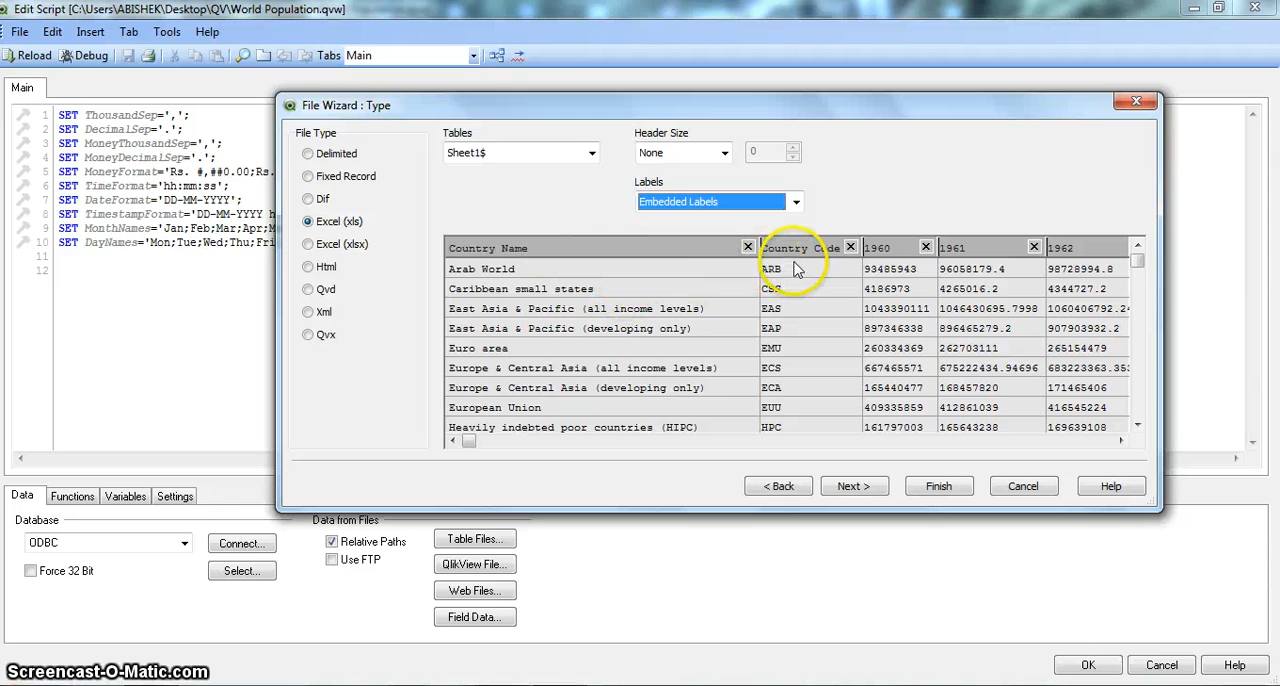 Edit Script [C:\Users\ABISHEK\Desktop\QV\World Population.qvw]
File Edit Insert Tab Tools Help
Reload Debug Tabs Main
Main
1 SET ThousandSep=',';
2 SET DecimalSep='.';
3 SET MoneyThousandSep=',';
4 SET MoneyDecimalSep='.';
5 SET MoneyFormat='Rs. #,##0.00;Rs.
6 SET TimeFormat='hh:mm:ss';
7 SET DateFormat='DD-MM-YYYY';
8 SET TimestampFormat='DD-MM-YYYY h
9 SET MonthNames='Jan;Feb;Mar;Apr;M
10 SET DayNames='Mon;Tue;Wed;Thu;Fri
11
12
File Wizard : Type
File Type
Delimited
Fixed Record
Dif
Excel (xls)
Excel (xlsx)
Html
Qvd
Xml
Qvx
Tables
Sheet1$
Header Size
None 0
Labels
Embedded Labels
Country Name Country Code 1960 1961 1962
Arab World ARB 93485943 96058179.4 98728994.8
Caribbean small states CSS 4186973 4265016.2 4344727.2
East Asia & Pacific (all income levels) EAS 1043390111 1046430695.7998 1060406792.24
East Asia & Pacific (developing only) EAP 897346338 896465279.2 907903932.2
Euro area EMU 260334369 262703111 265154479
Europe & Central Asia (all income levels) ECS 667465571 675222434.94696 683223363.353
Europe & Central Asia (developing only) ECA 165440477 168457820 171465406
European Union EUU 409335859 412861039 416545224
Heavily indebted poor countries (HIPC) HPC 161797003 165643238 169639108
< Back Next > Finish Cancel Help
Data Functions Variables Settings
Database
ODBC Connect...
Force 32 Bit Select...
Data from Files
Relative Paths
Use FTP
Table Files...
QlikView File...
Web Files...
Field Data...
OK Cancel Help
Screencast-O-Matic.com